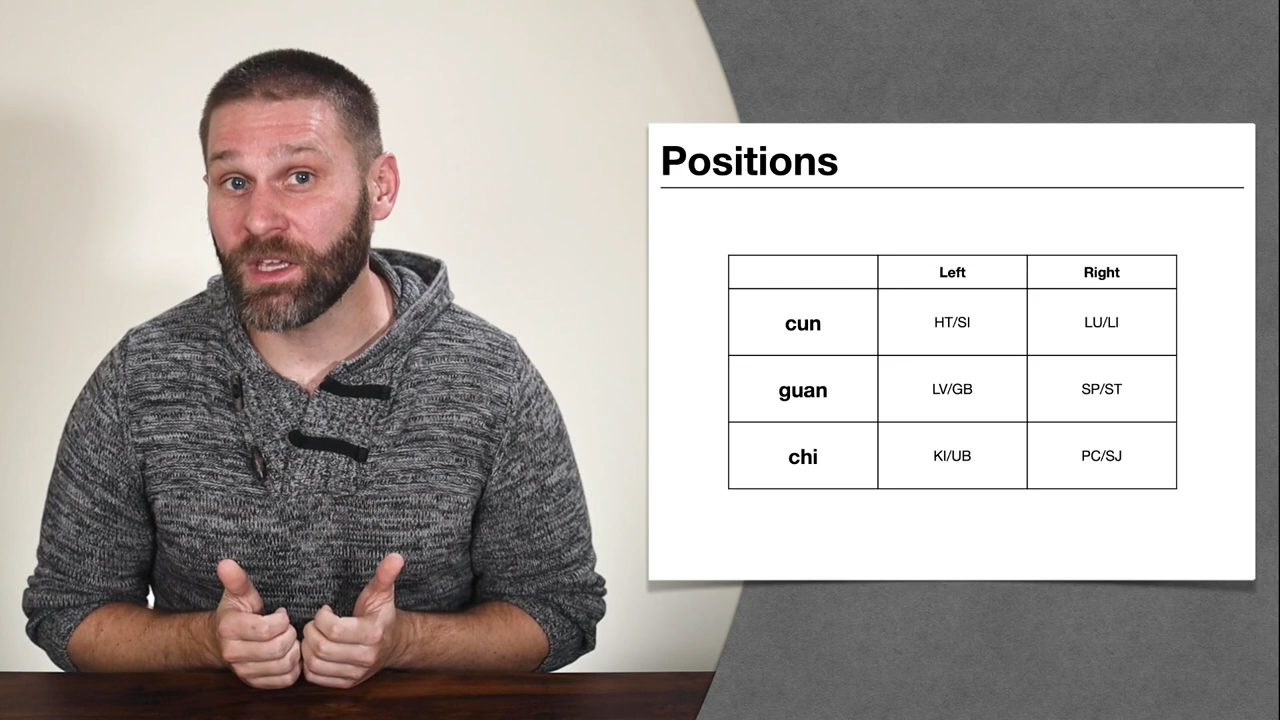 Positions
Left Right
cun HT/SI LU/LI
guan LV/GB SP/ST
chi KI/UB PC/SJ